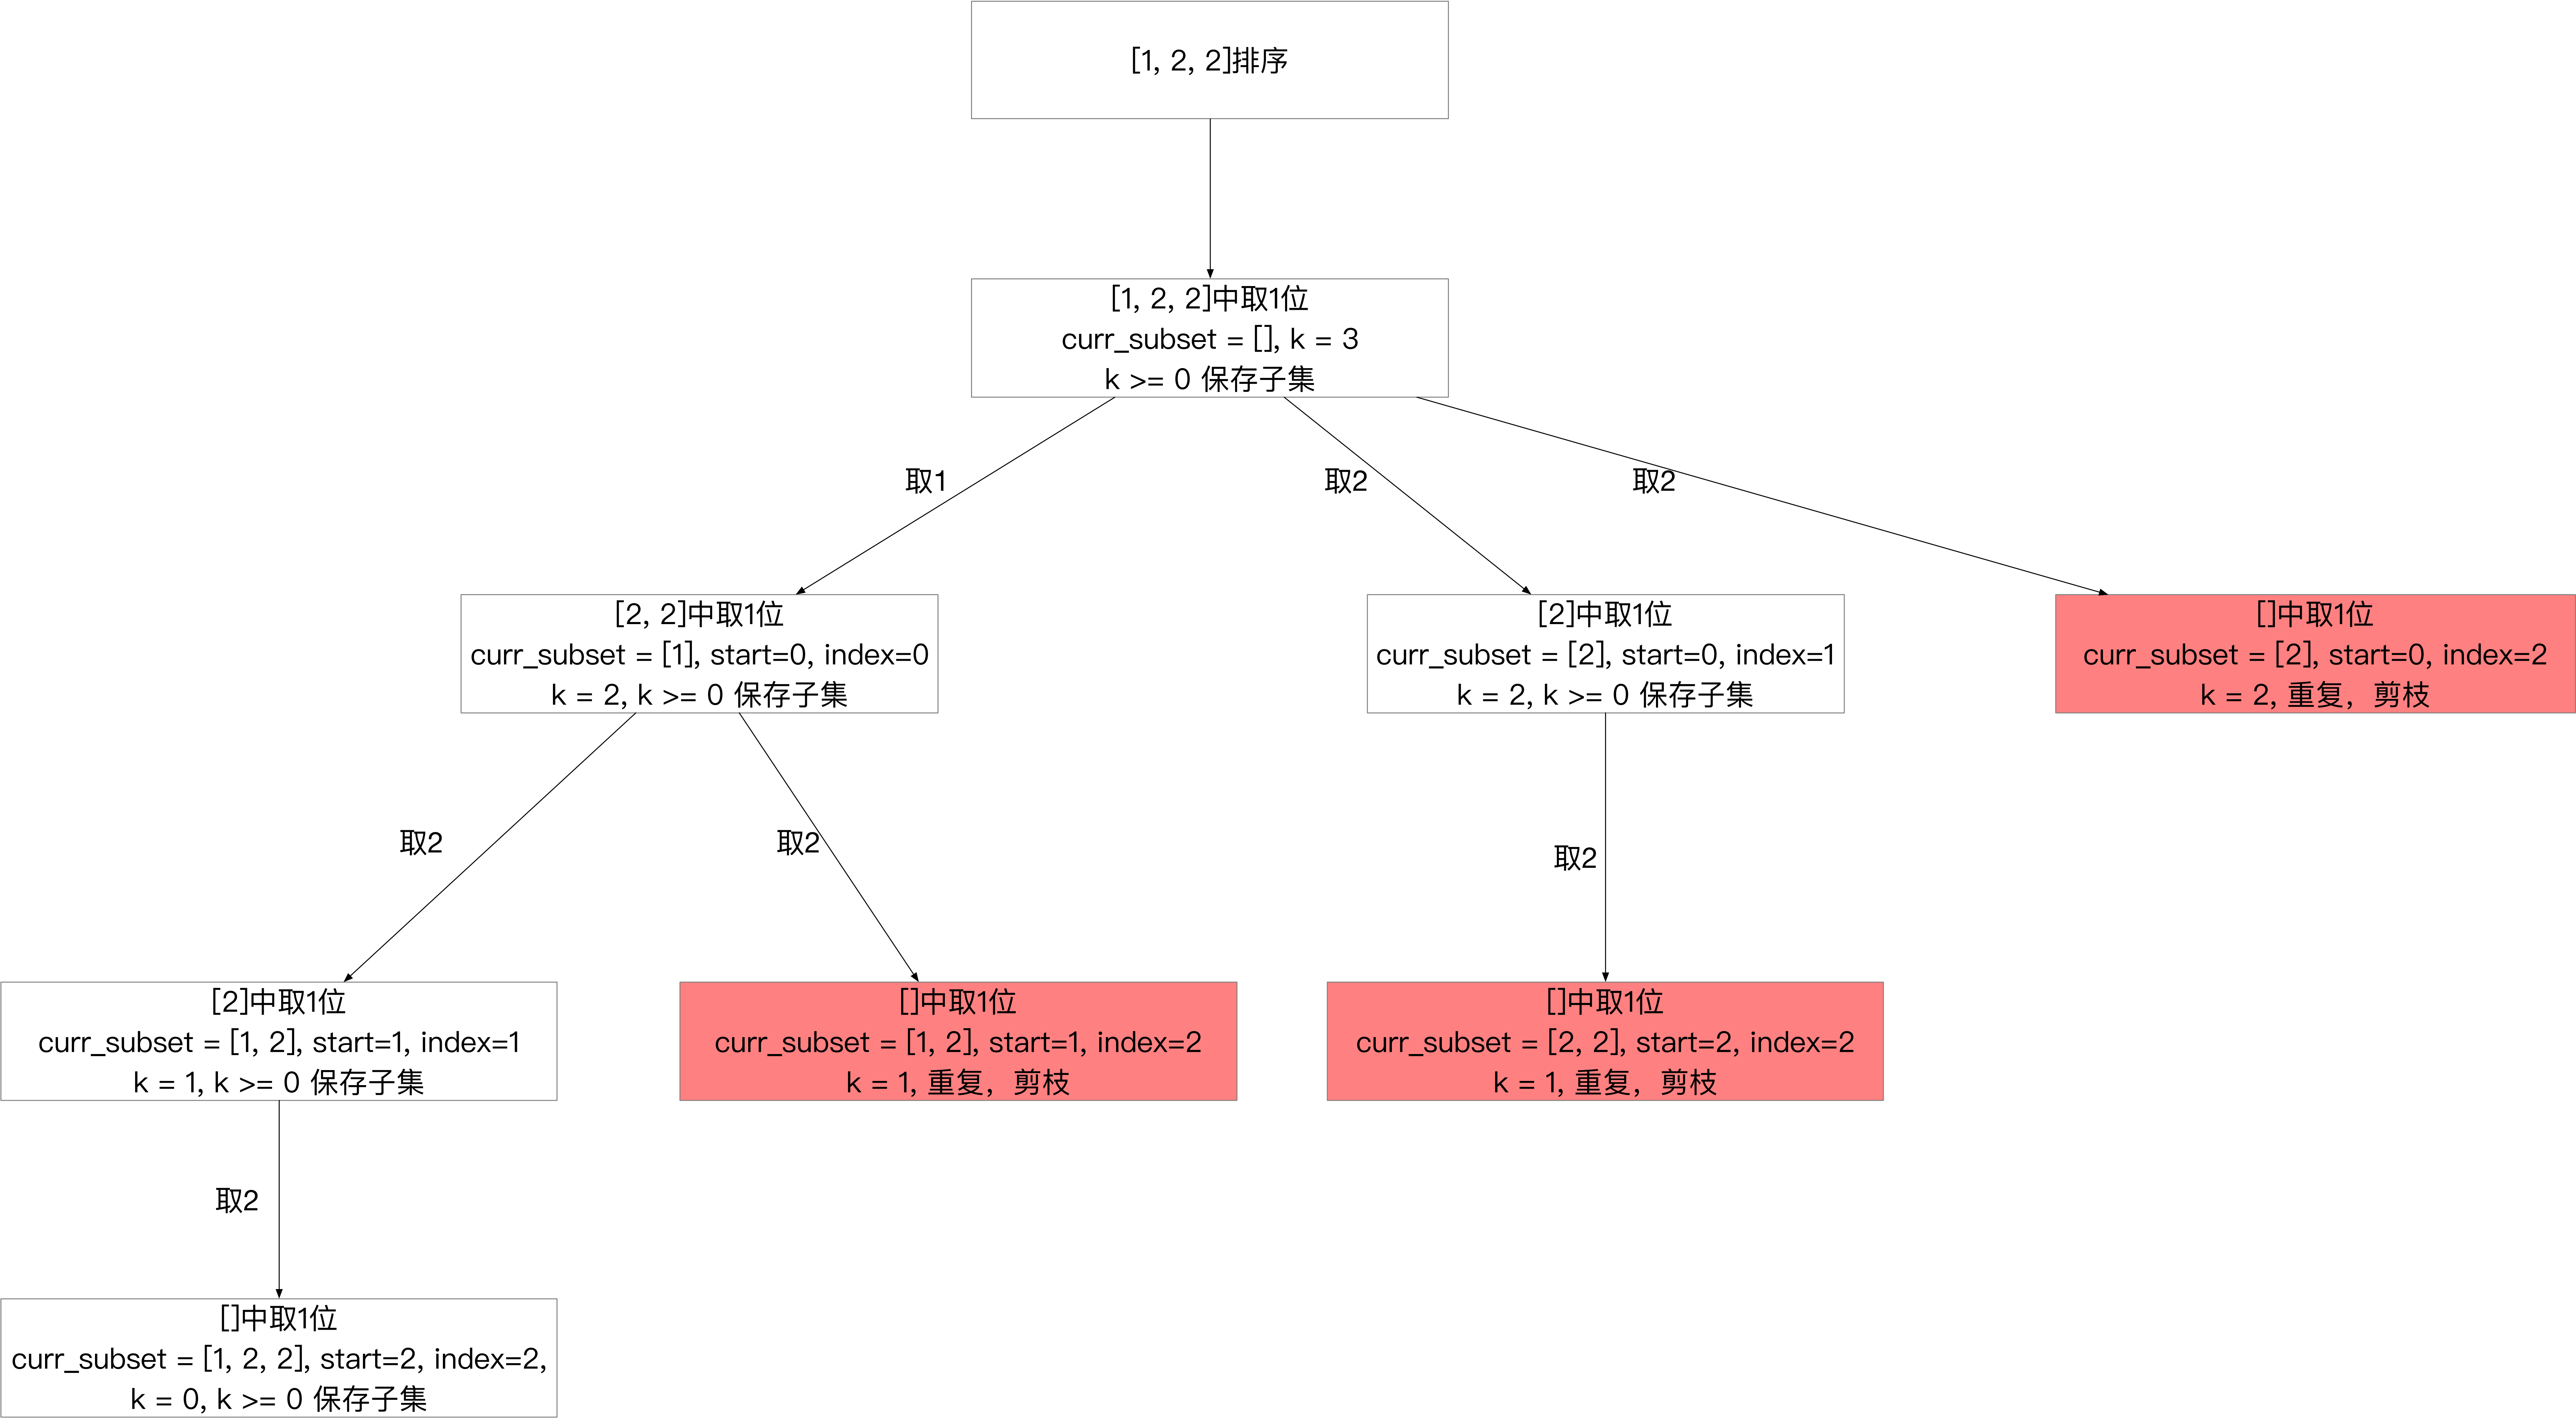 [1, 2, 2]排序
[1, 2, 2]中取1位
curr_subset = [], k = 3
k >= 0 保存子集
取1
取2
取2
[2, 2]中取1位
curr_subset = [1], start=0, index=0
k = 2, k >= 0 保存子集
[2]中取1位
curr_subset = [2], start=0, index=1
k = 2, k >= 0 保存子集
[]中取1位
curr_subset = [2], start=0, index=2
k = 2, 重复，剪枝
取2
取2
取2
[2]中取1位
curr_subset = [1, 2], start=1, index=1
k = 1, k >= 0 保存子集
[]中取1位
curr_subset = [1, 2], start=1, index=2
k = 1, 重复，剪枝
[]中取1位
curr_subset = [2, 2], start=2, index=2
k = 1, 重复，剪枝
取2
[]中取1位
curr_subset = [1, 2, 2], start=2, index=2,
k = 0, k >= 0 保存子集